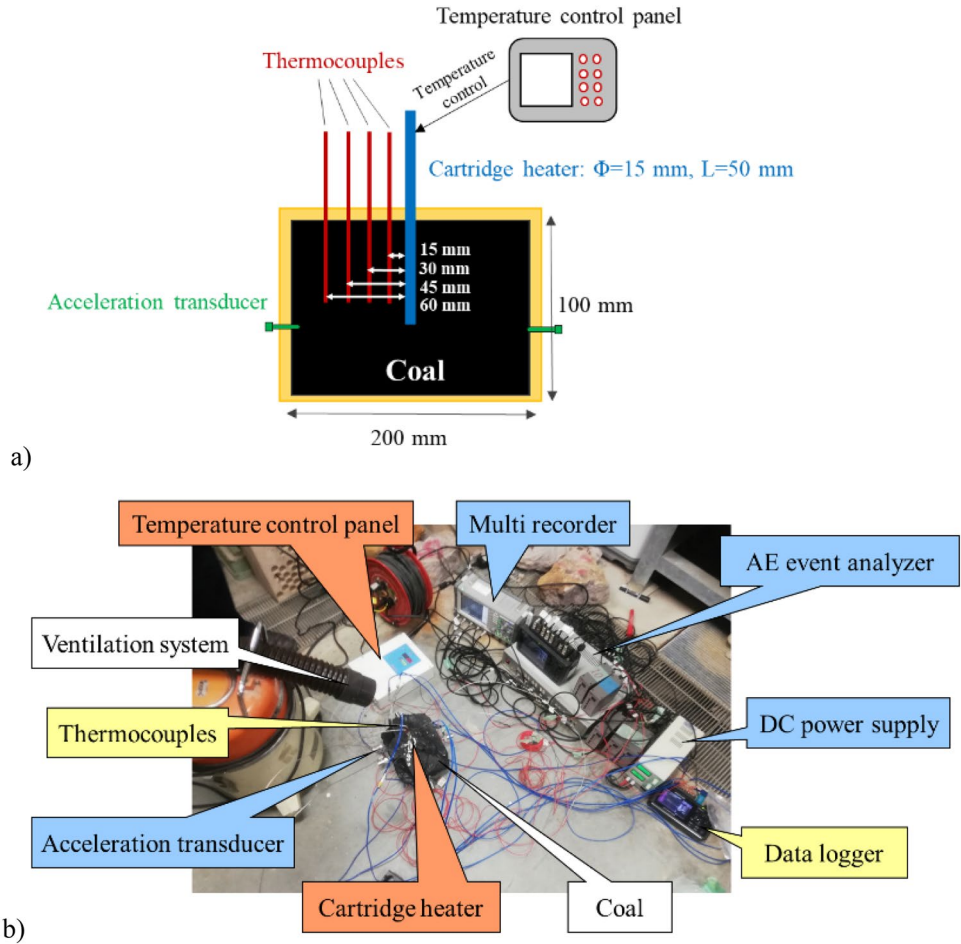 Temperature control panel
Thermocouples
Temperature
control
Cartridge heater: Φ=15 mm, L=50 mm
15 mm
30 mm
45 mm
60 mm
Acceleration transducer
100 mm
Coal
200 mm
a)
Temperature control panel
Multi recorder
AE event analyzer
Ventilation system
Thermocouples
DC power supply
Acceleration transducer
Data logger
Cartridge heater
Coal
b)